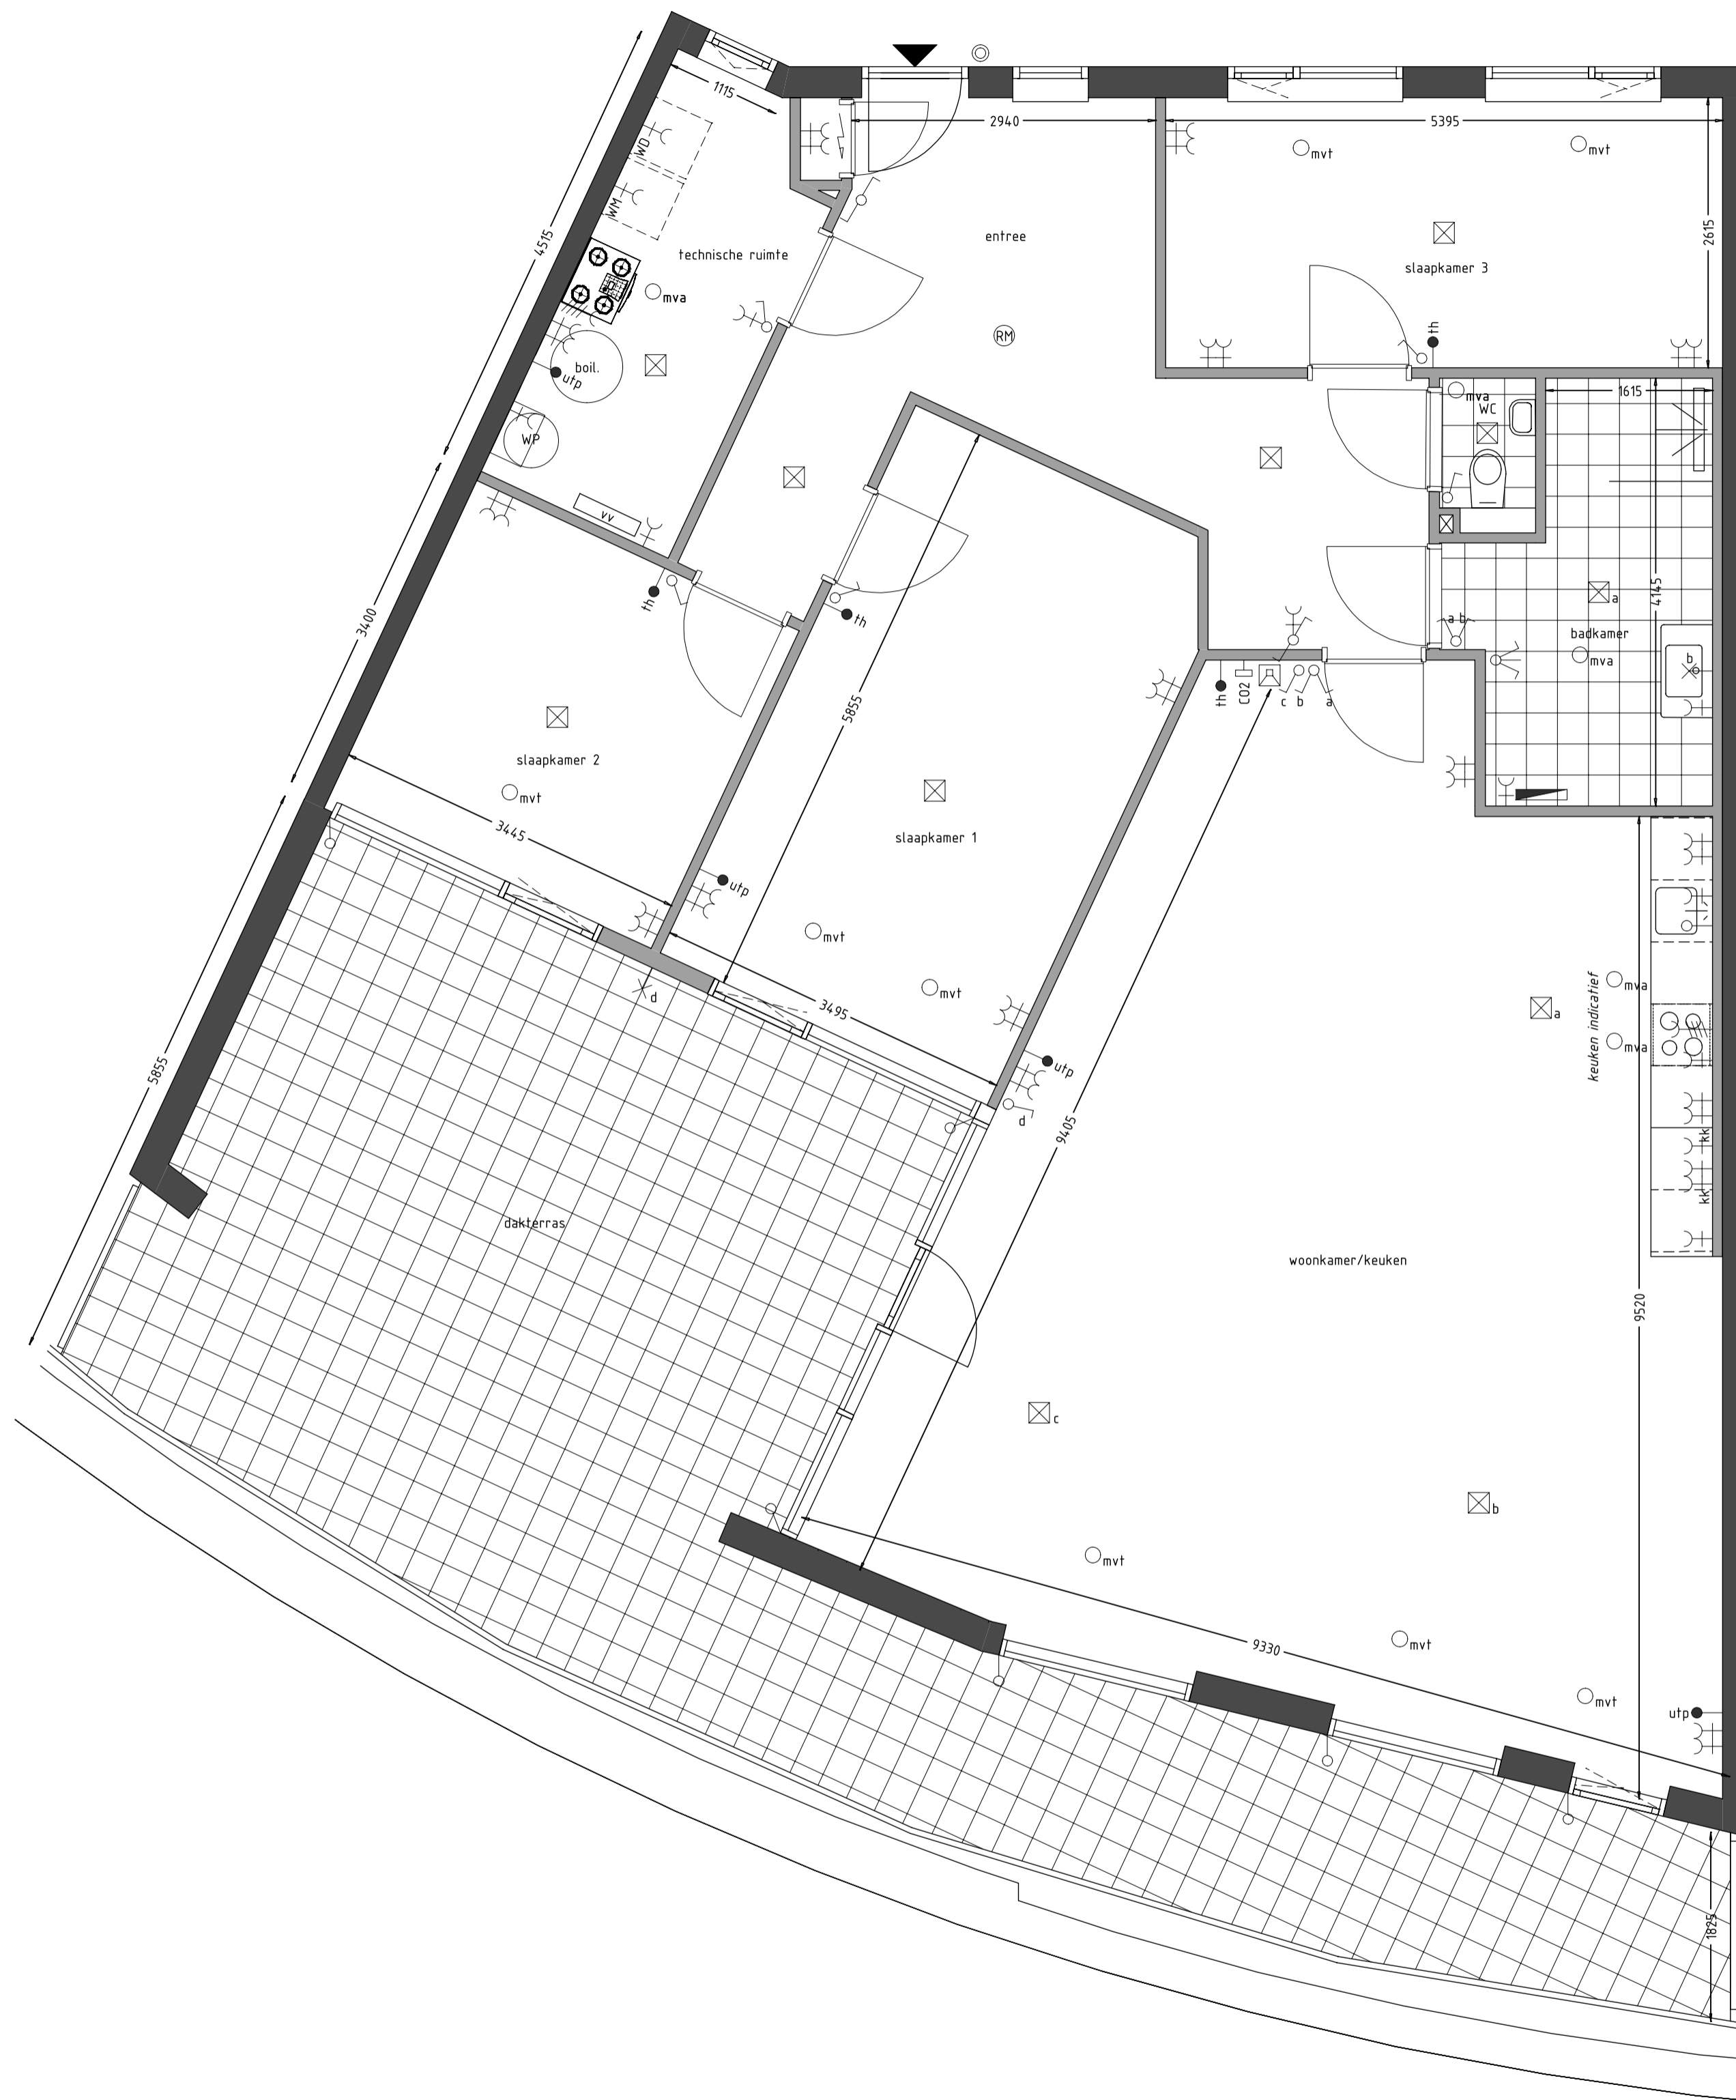 1115
2940
5395
mvt
mvt
WD
WM
4515
technische ruimte
entree
2615
slaapkamer 3
mva
RM
th
boil.
utp
mva
WC
1615
WP
vv
3400
th
th
5855
4145
a
a b
badkamer
mva
b
th
CO2
c b a
slaapkamer 2
mvt
3445
slaapkamer 1
utp
mvt
mvt
d
3495
keuken indicatief
mva
mva
a
5855
utp
d
9405
kk
kk
dakterras
woonkamer/keuken
9520
c
b
mvt
mvt
9330
mvt
utp
1825